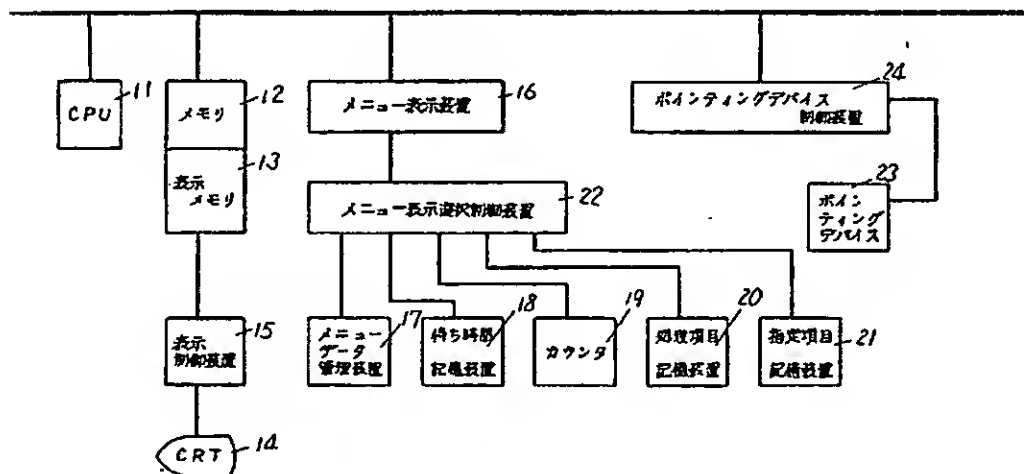 CPU
11
メモリ
12
表示
メモリ
13
メニュー表示装置
16
ポインティングデバイス
制御装置
24
メニュー表示選択制御装置
22
ポイン
ティング
デバイス
23
表示
制御装置
15
メニュー
データ
管理装置
17
待ち時間
記憶装置
18
カウンタ
19
処理項目
記憶装置
20
指定項目
記憶装置
21
CRT
14